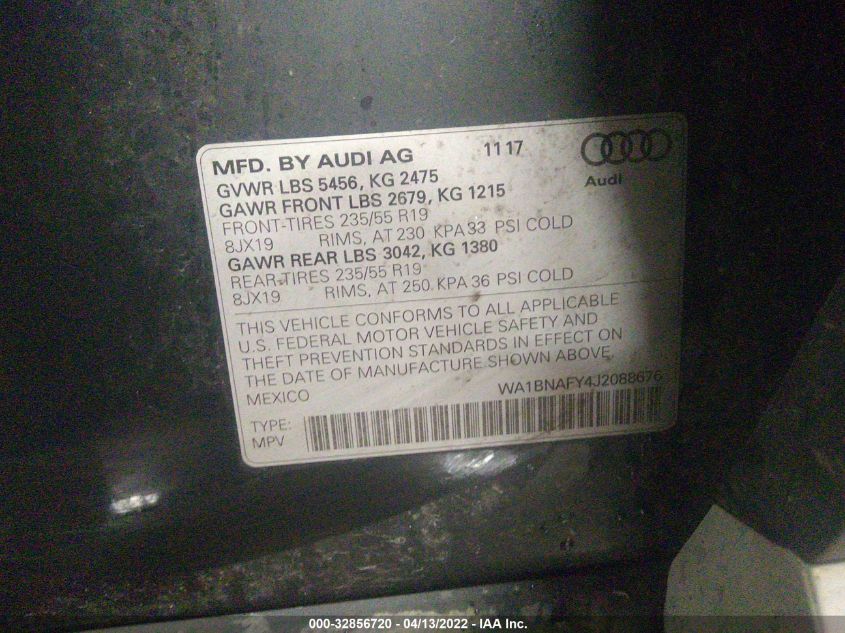 MFD. BY AUDI AG 11 17
Audi
GVWR LBS 5456, KG 2475
GAWR FRONT LBS 2679, KG 1215
FRONT-TIRES 235/55 R19
8JX19 RIMS, AT 230 KPA 33 PSI COLD
GAWR REAR LBS 3042, KG 1380
REAR-TIRES 235/55 R19
8JX19 RIMS, AT 250 KPA 36 PSI COLD
THIS VEHICLE CONFORMS TO ALL APPLICABLE
U.S. FEDERAL MOTOR VEHICLE SAFETY AND
THEFT PREVENTION STANDARDS IN EFFECT ON
THE DATE OF MANUFACTURE SHOWN ABOVE.
MEXICO WA1BNAFY4J2088676
TYPE:
MPV
000-32856720 - 04/13/2022 - IAA Inc.